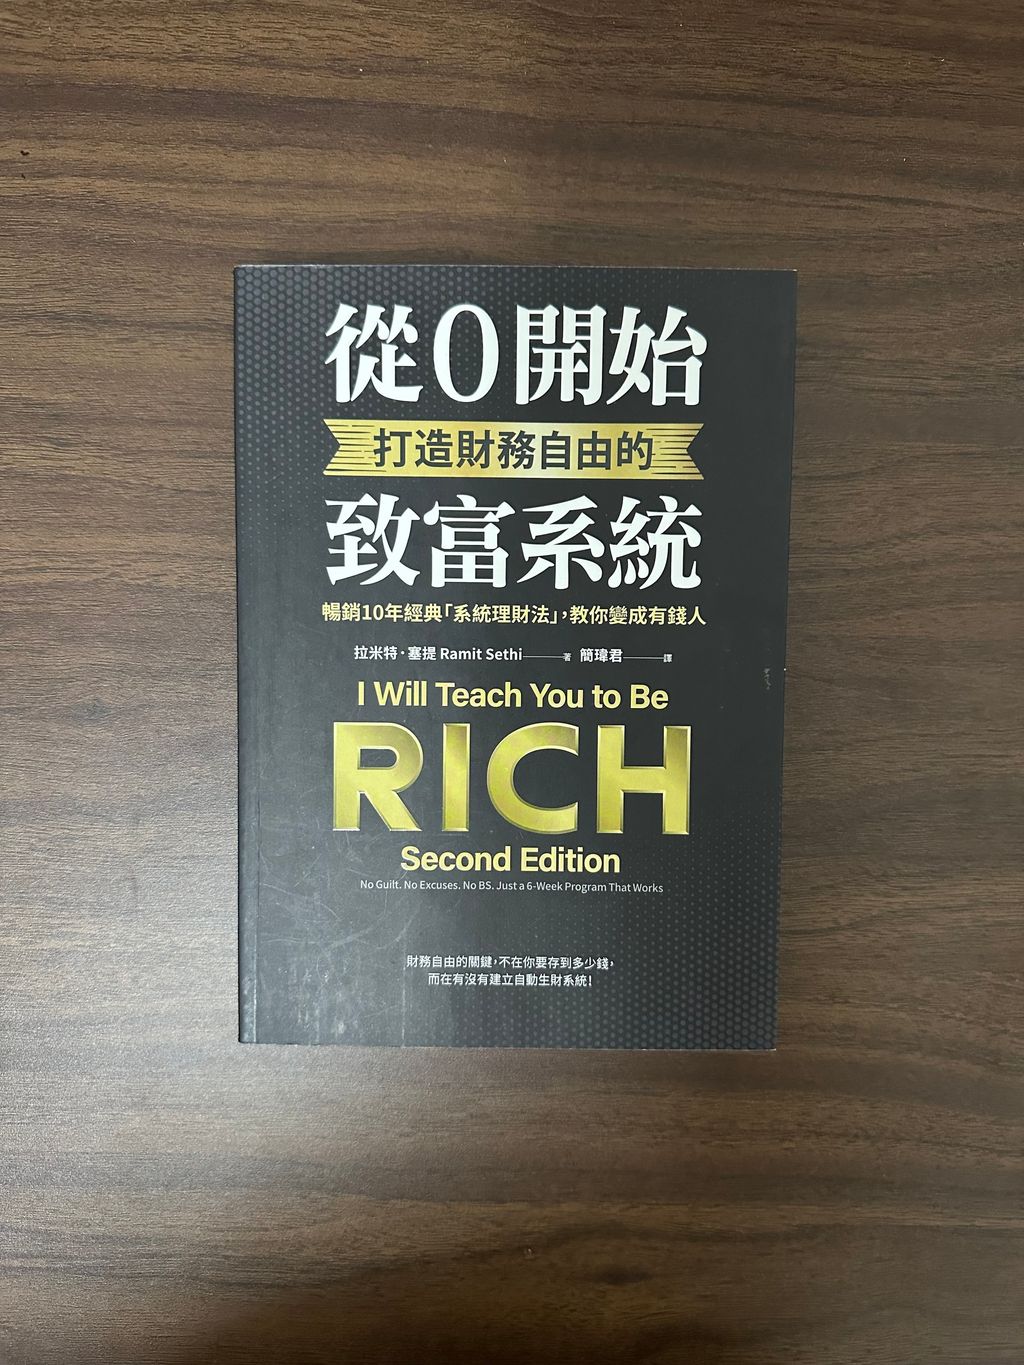 從0開始
打造財務自由的
致富系統
暢銷10年經典「系統理財法」,教你變成有錢人
拉米特·塞提 Ramit Sethi——著 簡瑋君——譯
I Will Teach You to Be
RICH
Second Edition
No Guilt. No Excuses. No BS. Just a 6-Week Program That Works
財務自由的關鍵,不在你要存到多少錢,
而在有沒有建立自動生財系統!